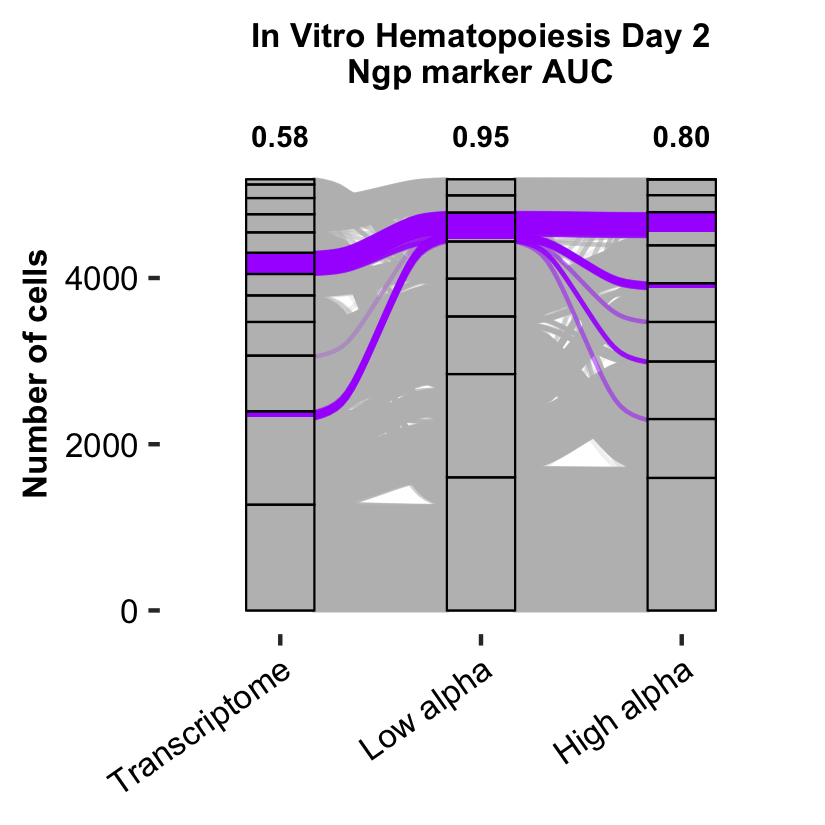 In Vitro Hematopoiesis Day 2
Ngp marker AUC
0.58 0.95 0.80
Number of cells
4000
2000
0
Transcriptome Low alpha High alpha